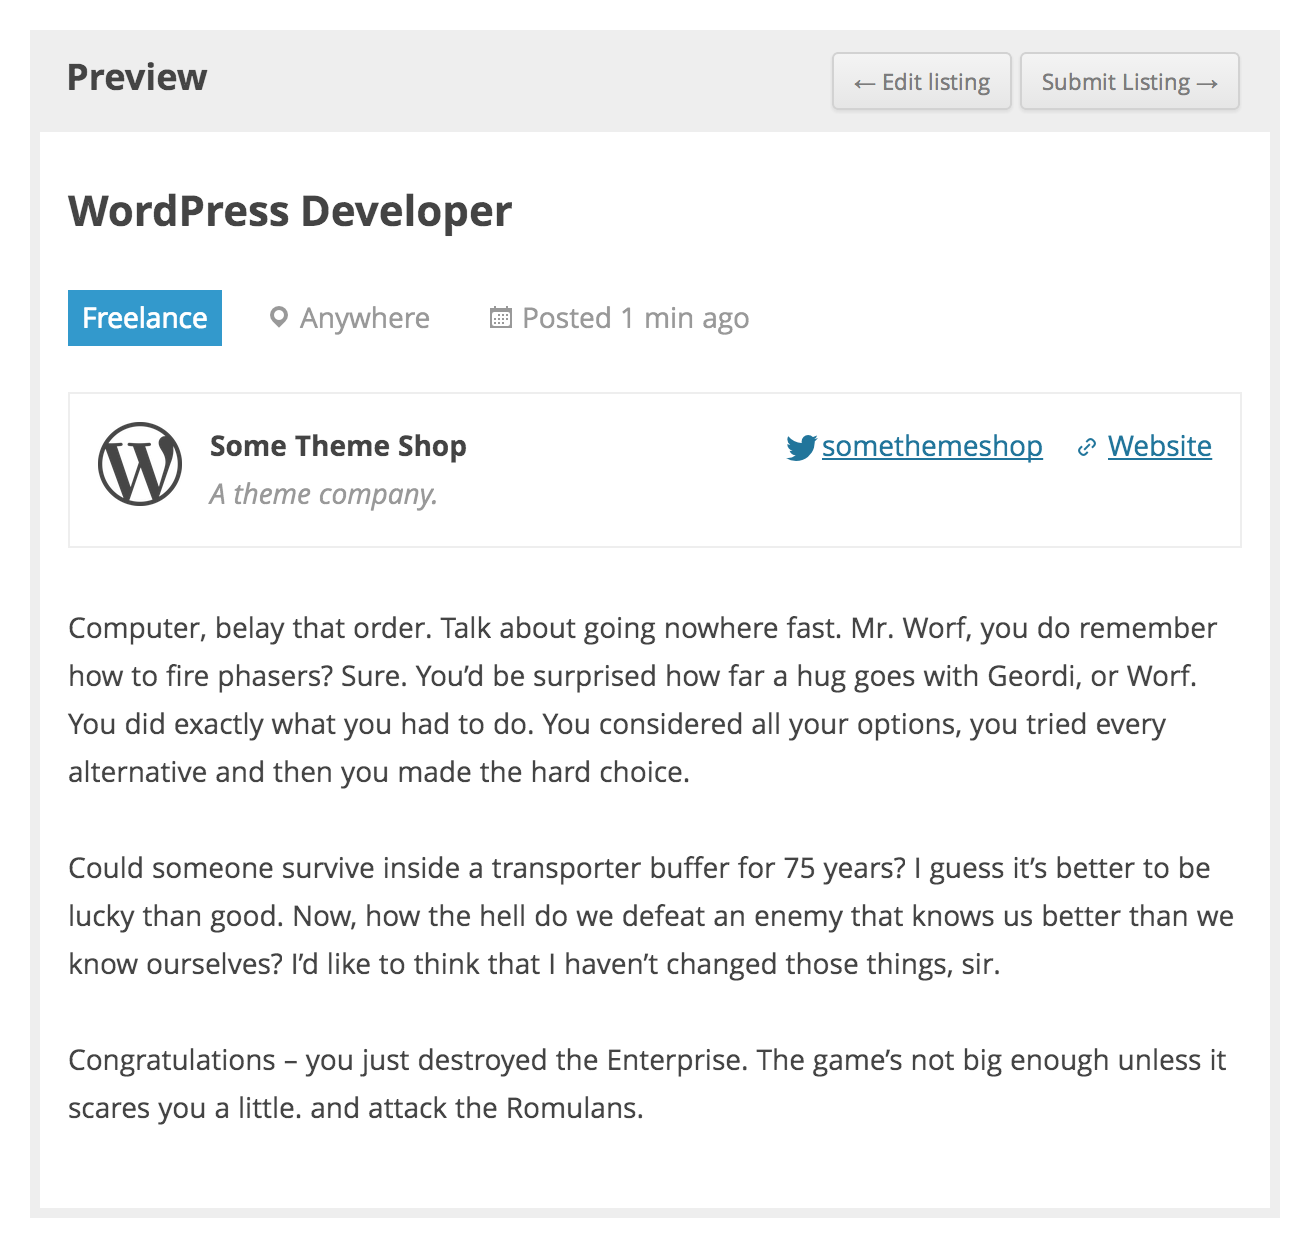 Preview
← Edit listing
Submit Listing →
WordPress Developer
Freelance
Anywhere
Posted 1 min ago
Some Theme Shop
somethemeshop
Website
A theme company.
Computer, belay that order. Talk about going nowhere fast. Mr. Worf, you do remember
how to fire phasers? Sure. You’d be surprised how far a hug goes with Geordi, or Worf.
You did exactly what you had to do. You considered all your options, you tried every
alternative and then you made the hard choice.
Could someone survive inside a transporter buffer for 75 years? I guess it’s better to be
lucky than good. Now, how the hell do we defeat an enemy that knows us better than we
know ourselves? I’d like to think that I haven’t changed those things, sir.
Congratulations – you just destroyed the Enterprise. The game’s not big enough unless it
scares you a little. and attack the Romulans.